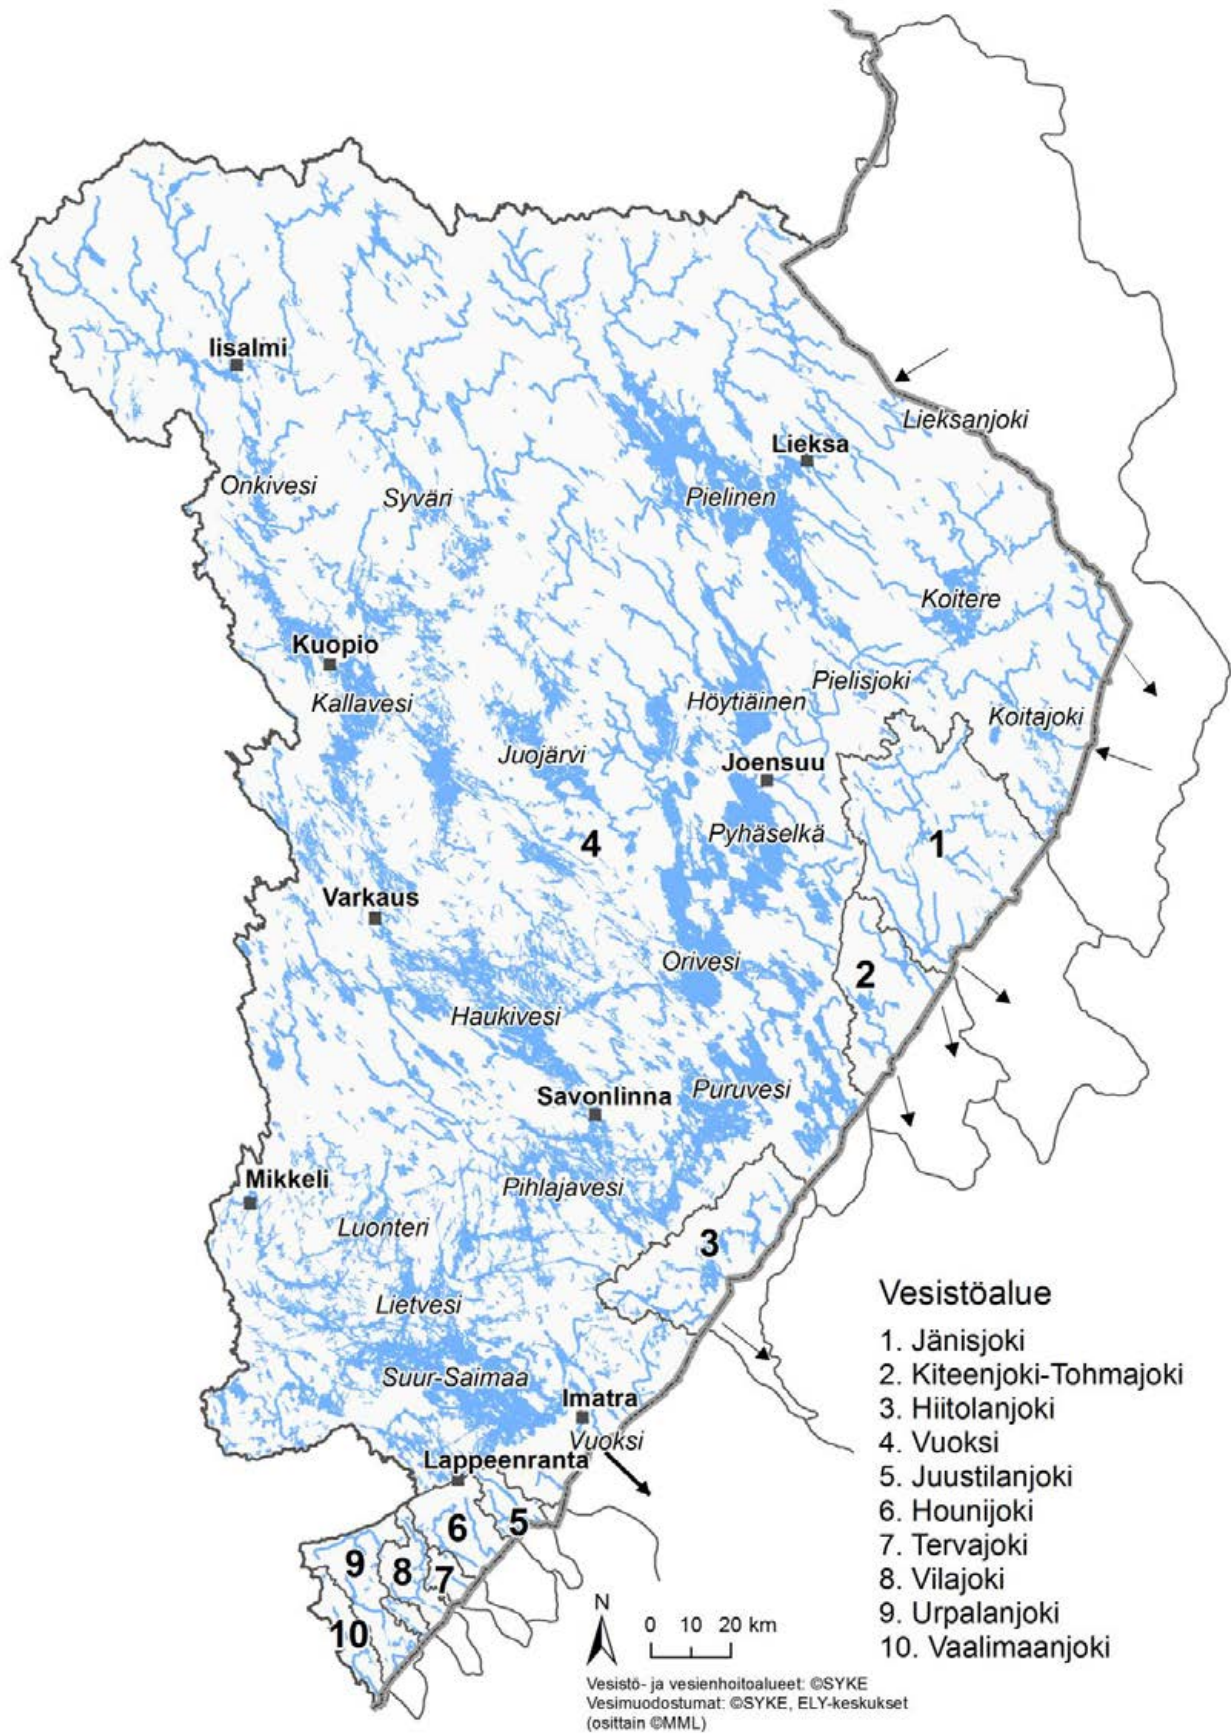 Iisalmi
Lieksanjoki
Lieksa
Onkivesi
Syväri
Pielinen
Koitere
Kuopio
Kallavesi
Höytiäinen
Pielisjoki
Koitajoki
Juojärvi
Joensuu
4
Pyhäselkä
1
Varkaus
Orivesi
2
Haukivesi
Savonlinna
Puruvesi
Mikkeli
Pihlajavesi
Luonteri
3
Lietvesi
Suur-Saimaa
Imatra
Vuoksi
Lappeenranta
6
5
9
8
7
10
Vesistöalue
1. Jänisjoki
2. Kiteenjoki-Tohmajoki
3. Hiitolanjoki
4. Vuoksi
5. Juustilanjoki
6. Hounijoki
7. Tervajoki
8. Vilajoki
9. Urpalanjoki
10. Vaalimaanjoki
N
0 10 20 km
Vesistö- ja vesienhoitoalueet: ©SYKE
Vesimuodostumat: ©SYKE, ELY-keskukset
(osittain ©MML)